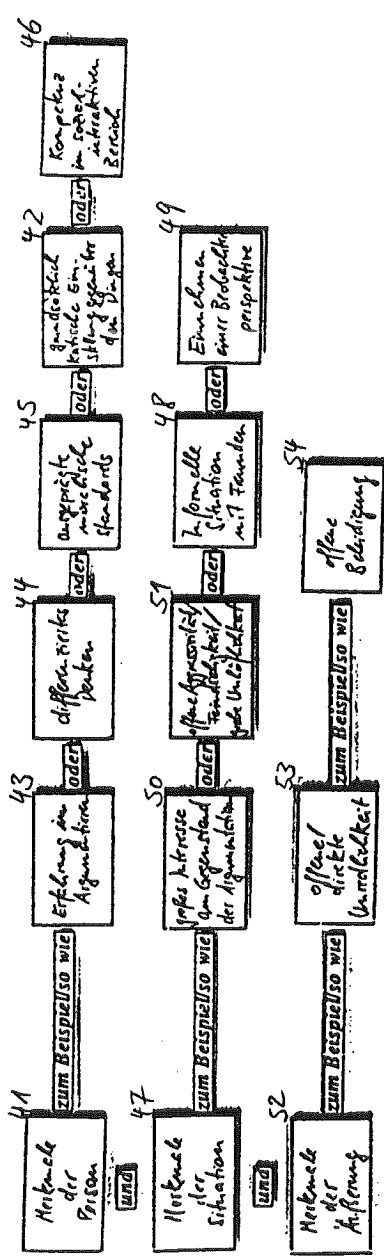 41
Merkmale
der
Person
zum Beispiel/so wie
43
Erfahrung im
Argumentieren
oder
44
differenziertes
Denken
oder
45
ausgeprägte
moralische
Standards
oder
42
grundsätzlich
kritische Ein-
stellung gegenüber
den Dingen
oder
46
Kompetenz
im sozial-
interaktiven
Bereich
und
47
Merkmale
der
Situation
zum Beispiel/so wie
50
großes Interesse
am Gegenstand
der Argumentation
oder
51
offene Aggressivität/
Feindseligkeit/
grobe Unhöflichkeit
oder
48
Informelle
Situation
mit Freunden
oder
49
Einnehmen
einer Beobachter
perspektive
und
52
Merkmale
der
Äußerung
zum Beispiel/so wie
53
offene/
direkte
Unredlichkeit
zum Beispiel/so wie
54
offene
Beleidigung